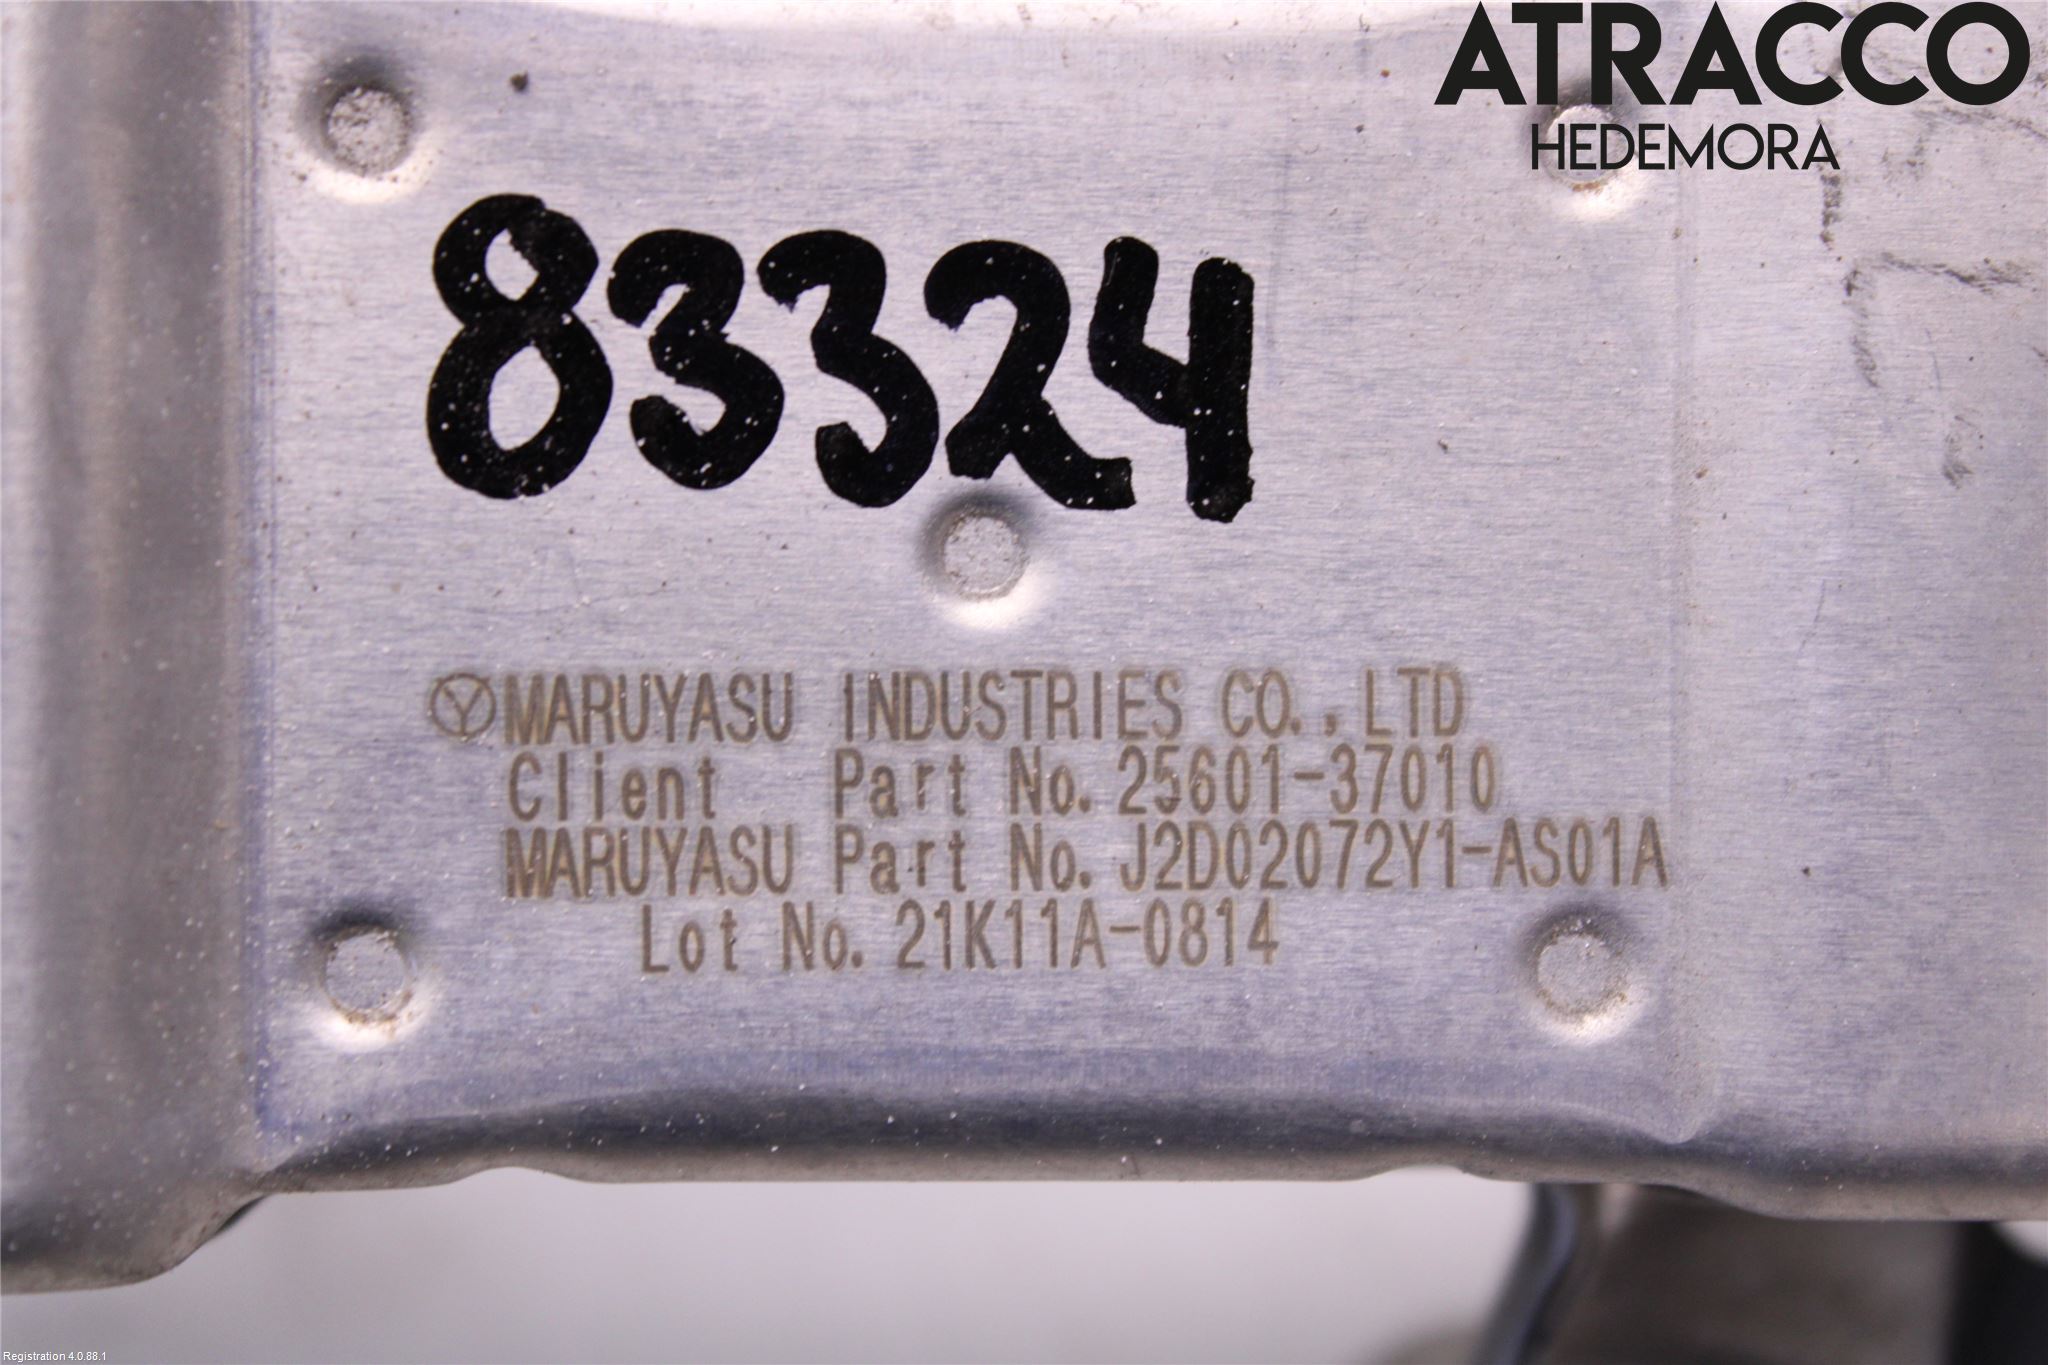 ATRACCO
HEDEMORA
83324
Y MARUYASU INDUSTRIES CO., LTD
Client Part No. 25601-37010
MARUYASU Part No. J2D02072Y1-AS01A
Lot No. 21K11A-0814
Registration 4.0.88.1